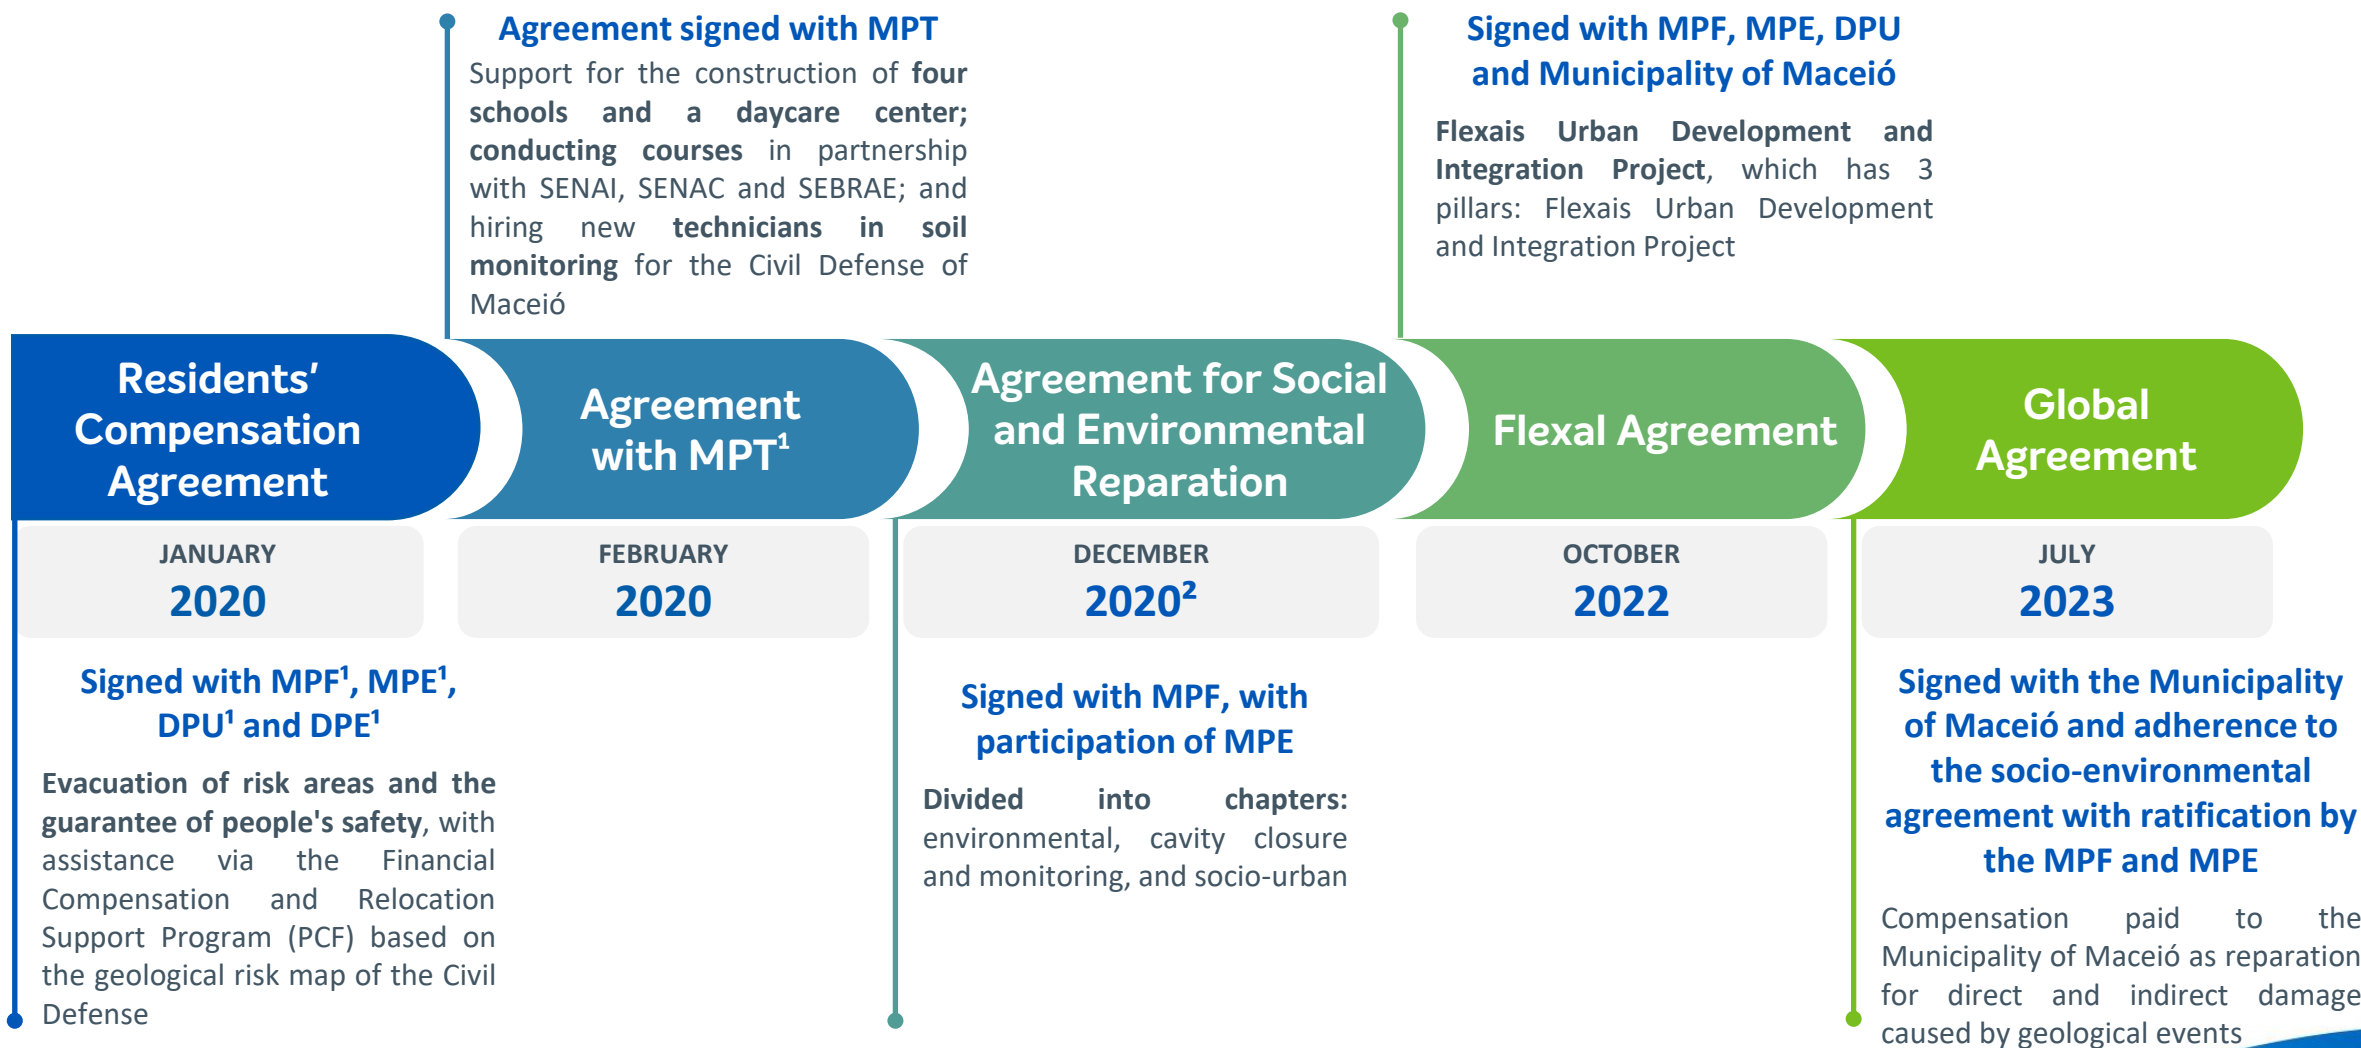 Agreement signed with MPT
Support for the construction of four
schools and a daycare center;
conducting courses in partnership
with SENAI, SENAC and SEBRAE; and
hiring new technicians in soil
monitoring for the Civil Defense of
Maceió
Signed with MPF, MPE, DPU
and Municipality of Maceió
Flexais Urban Development and
Integration Project, which has 3
pillars: Flexais Urban Development
and Integration Project
Residents’
Compensation
Agreement
Agreement
with MPT¹
Agreement for Social
and Environmental
Reparation
Flexal Agreement
Global
Agreement
JANUARY
2020
FEBRUARY
2020
DECEMBER
2020²
OCTOBER
2022
JULY
2023
Signed with MPF¹, MPE¹,
DPU¹ and DPE¹
Evacuation of risk areas and the
guarantee of people's safety, with
assistance via the Financial
Compensation and Relocation
Support Program (PCF) based on
the geological risk map of the Civil
Defense
Signed with MPF, with
participation of MPE
Divided into chapters:
environmental, cavity closure
and monitoring, and socio-urban
Signed with the Municipality
of Maceió and adherence to
the socio-environmental
agreement with ratification by
the MPF and MPE
Compensation paid to the
Municipality of Maceió as reparation
for direct and indirect damage
caused by geological events